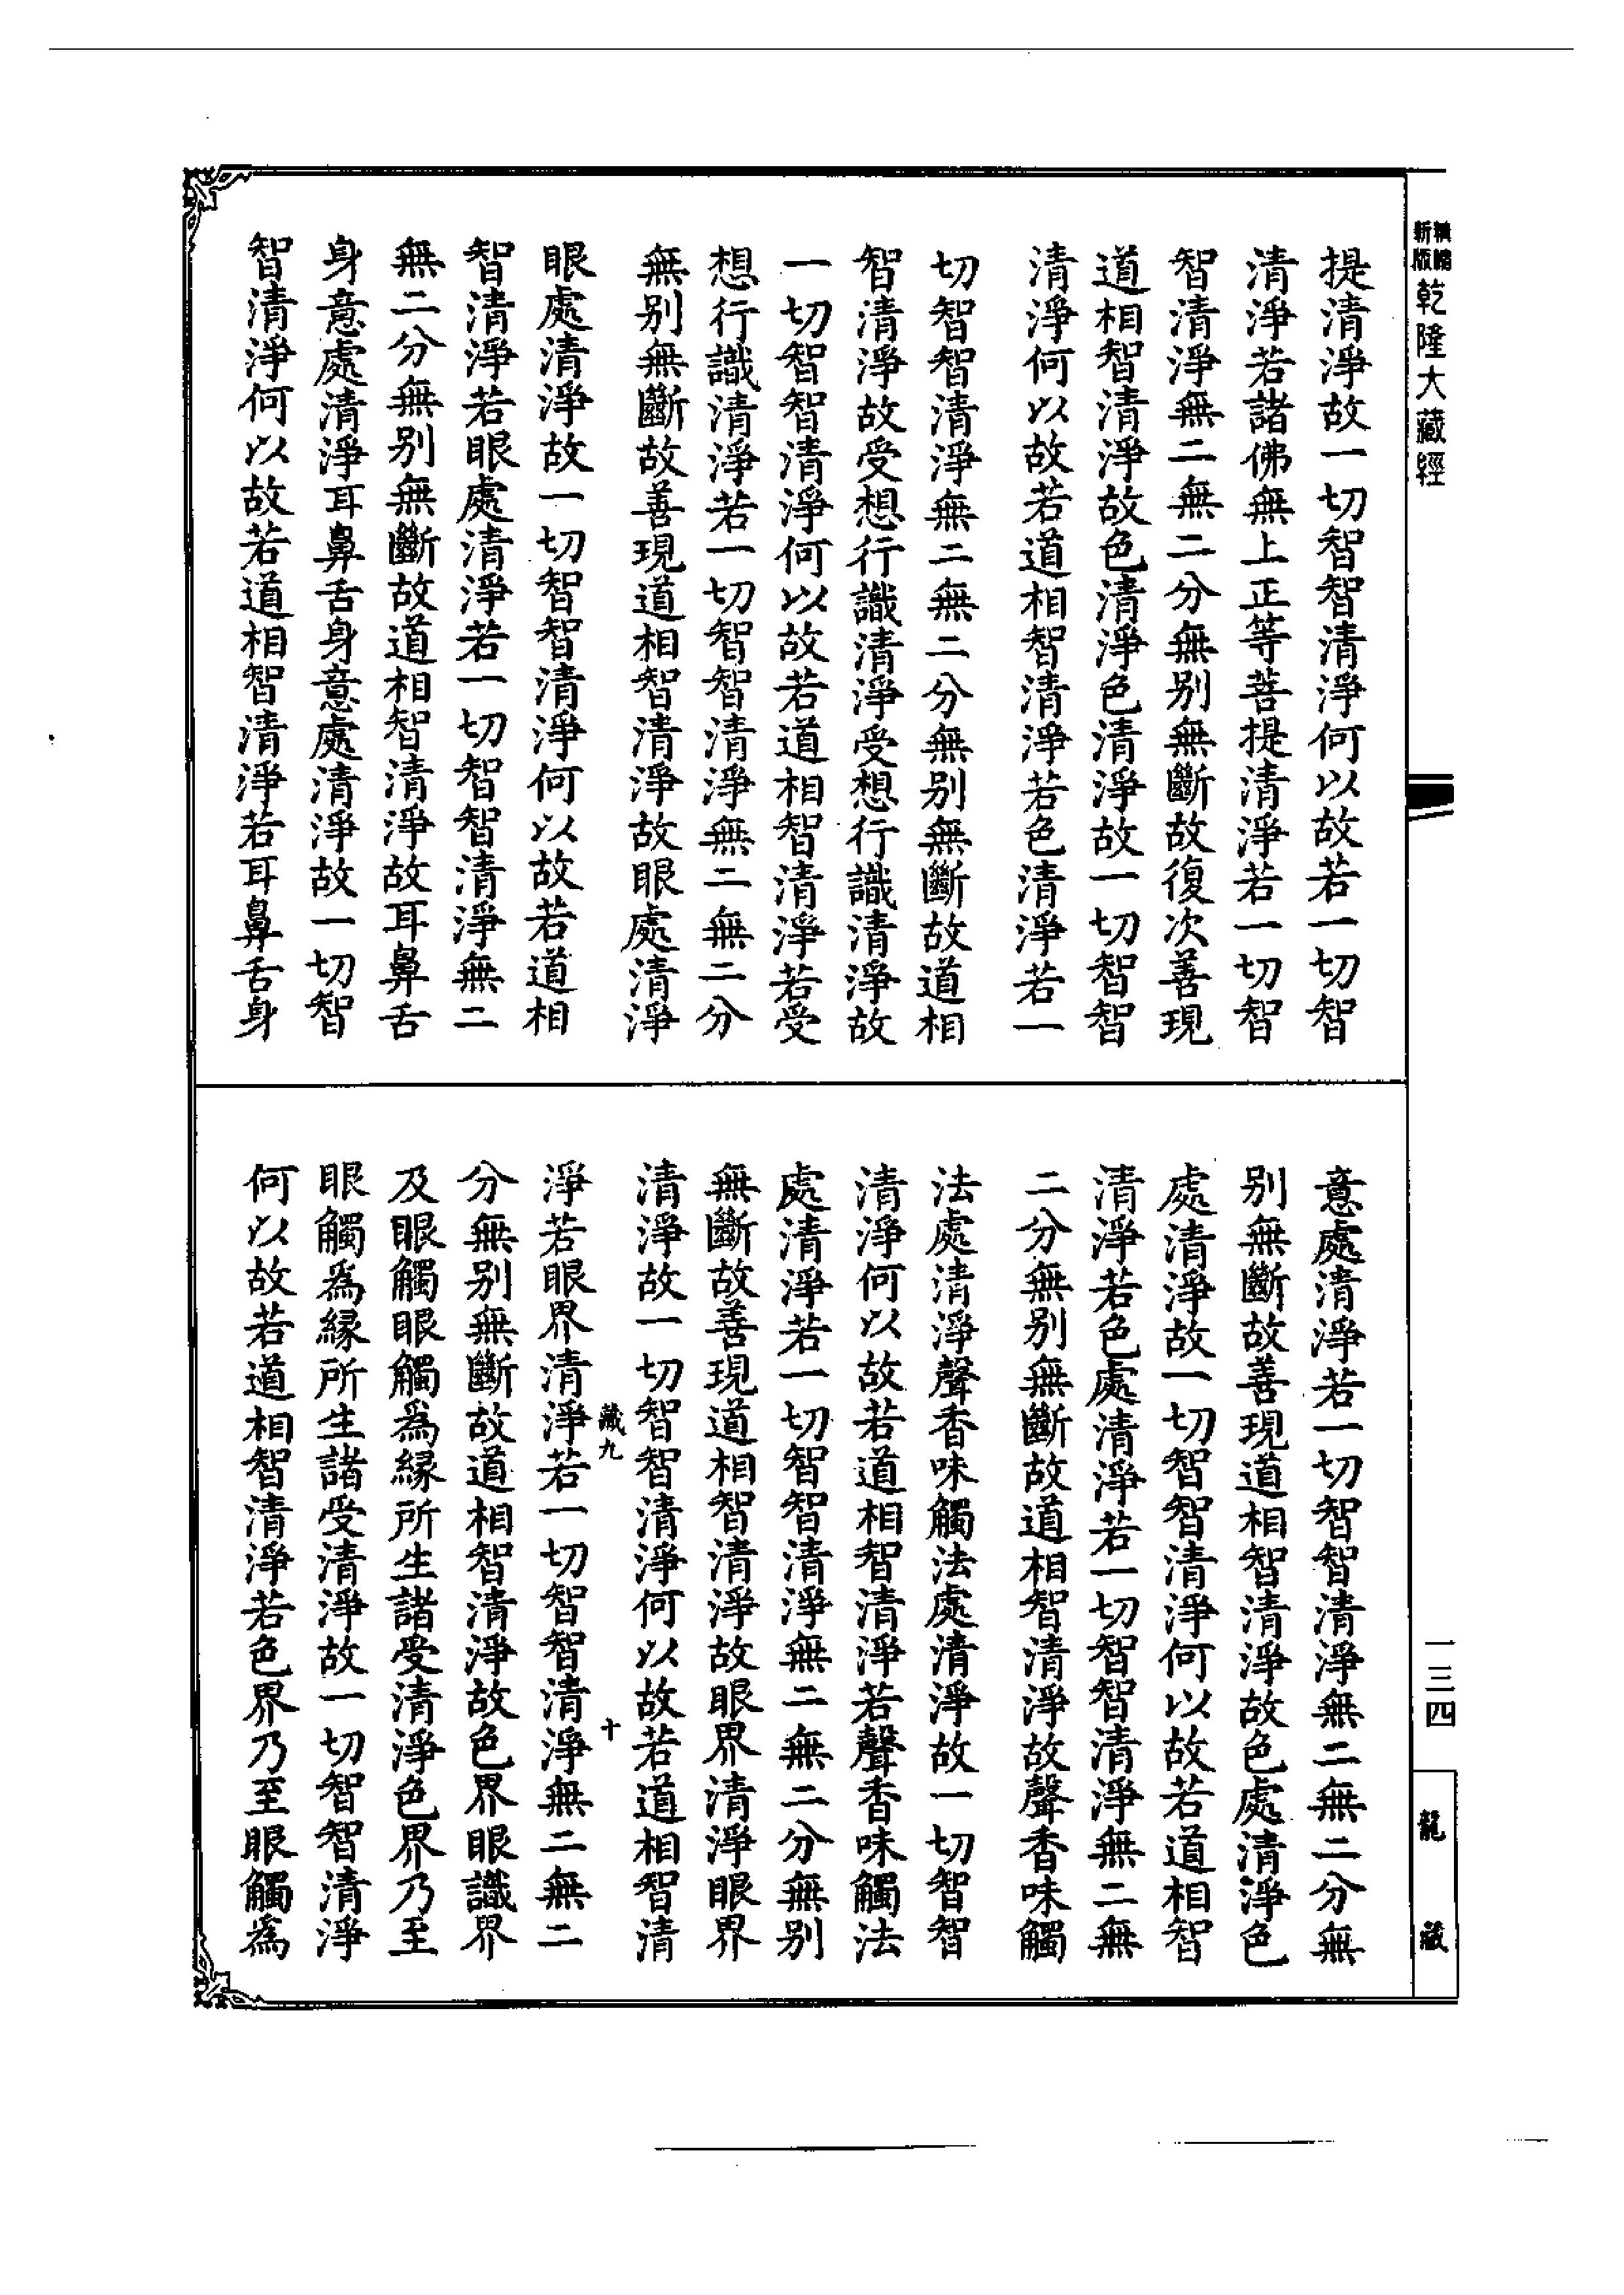 新版
乾隆大藏經
一三四
龍藏
提清淨故一切智智清淨何以故若一切智
清淨若諸佛無上正等菩提清淨若一切智
智清淨無二無二分無别無斷故復次善現
道相智清淨故色清淨色清淨故一切智智
清淨何以故若道相智清淨若色清淨若一
切智智清淨無二無二分無别無斷故道相
智清淨故受想行識清淨受想行識清淨故
一切智智清淨何以故若道相智清淨若受
想行識清淨若一切智智清淨無二無二分
無别無斷故善現道相智清淨故眼處清淨
眼處清淨故一切智智清淨何以故若道相
智清淨若眼處清淨若一切智智清淨無二
無二分無别無斷故道相智清淨故耳鼻舌
身意處清淨耳鼻舌身意處清淨故一切智
智清淨何以故若道相智清淨若耳鼻舌身
意處清淨若一切智智清淨無二無二分無
别無斷故善現道相智清淨故色處清淨色
處清淨故一切智智清淨何以故若道相智
清淨若色處清淨若一切智智清淨無二無
二分無别無斷故道相智清淨故聲香味觸
法處清淨聲香味觸法處清淨故一切智智
清淨何以故若道相智清淨若聲香味觸法
處清淨若一切智智清淨無二無二分無别
無斷故善現道相智清淨故眼界清淨眼界
清淨故一切智智清淨何以故若道相智清
藏九 十
淨若眼界清淨若一切智智清淨無二無二
分無别無斷故道相智清淨故色界眼識界
及眼觸眼觸爲緣所生諸受清淨色界乃至
眼觸爲緣所生諸受清淨故一切智智清淨
何以故若道相智清淨若色界乃至眼觸爲